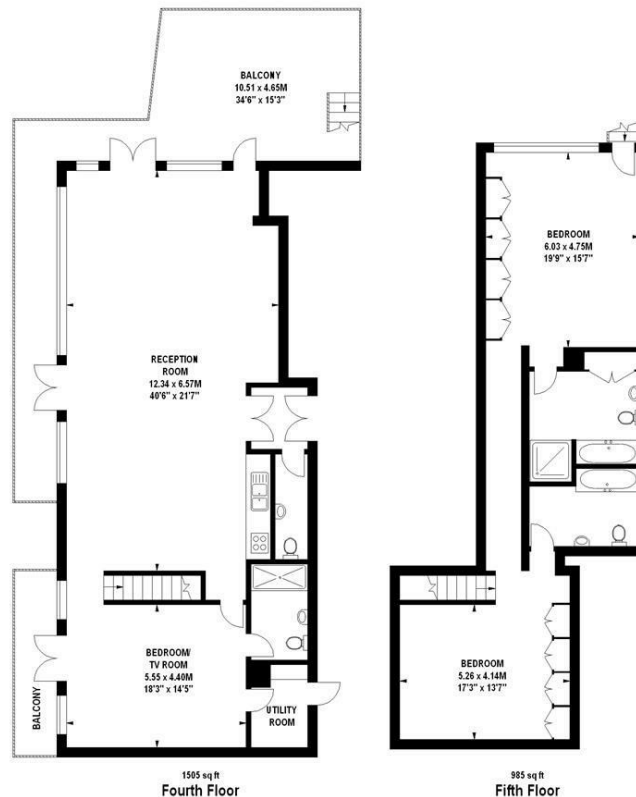 BALCONY
10.51 x 4.65M
34'6" x 15'3"
RECEPTION
ROOM
12.34 x 6.57M
40'6" x 21'7"
BEDROOM/
TV ROOM
5.55 x 4.40M
18'3" x 14'5"
BALCONY
UTILITY
ROOM
1505 sq ft
Fourth Floor
BEDROOM
6.03 x 4.75M
19'9" x 15'7"
BEDROOM
5.26 x 4.14M
17'3" x 13'7"
985 sq ft
Fifth Floor